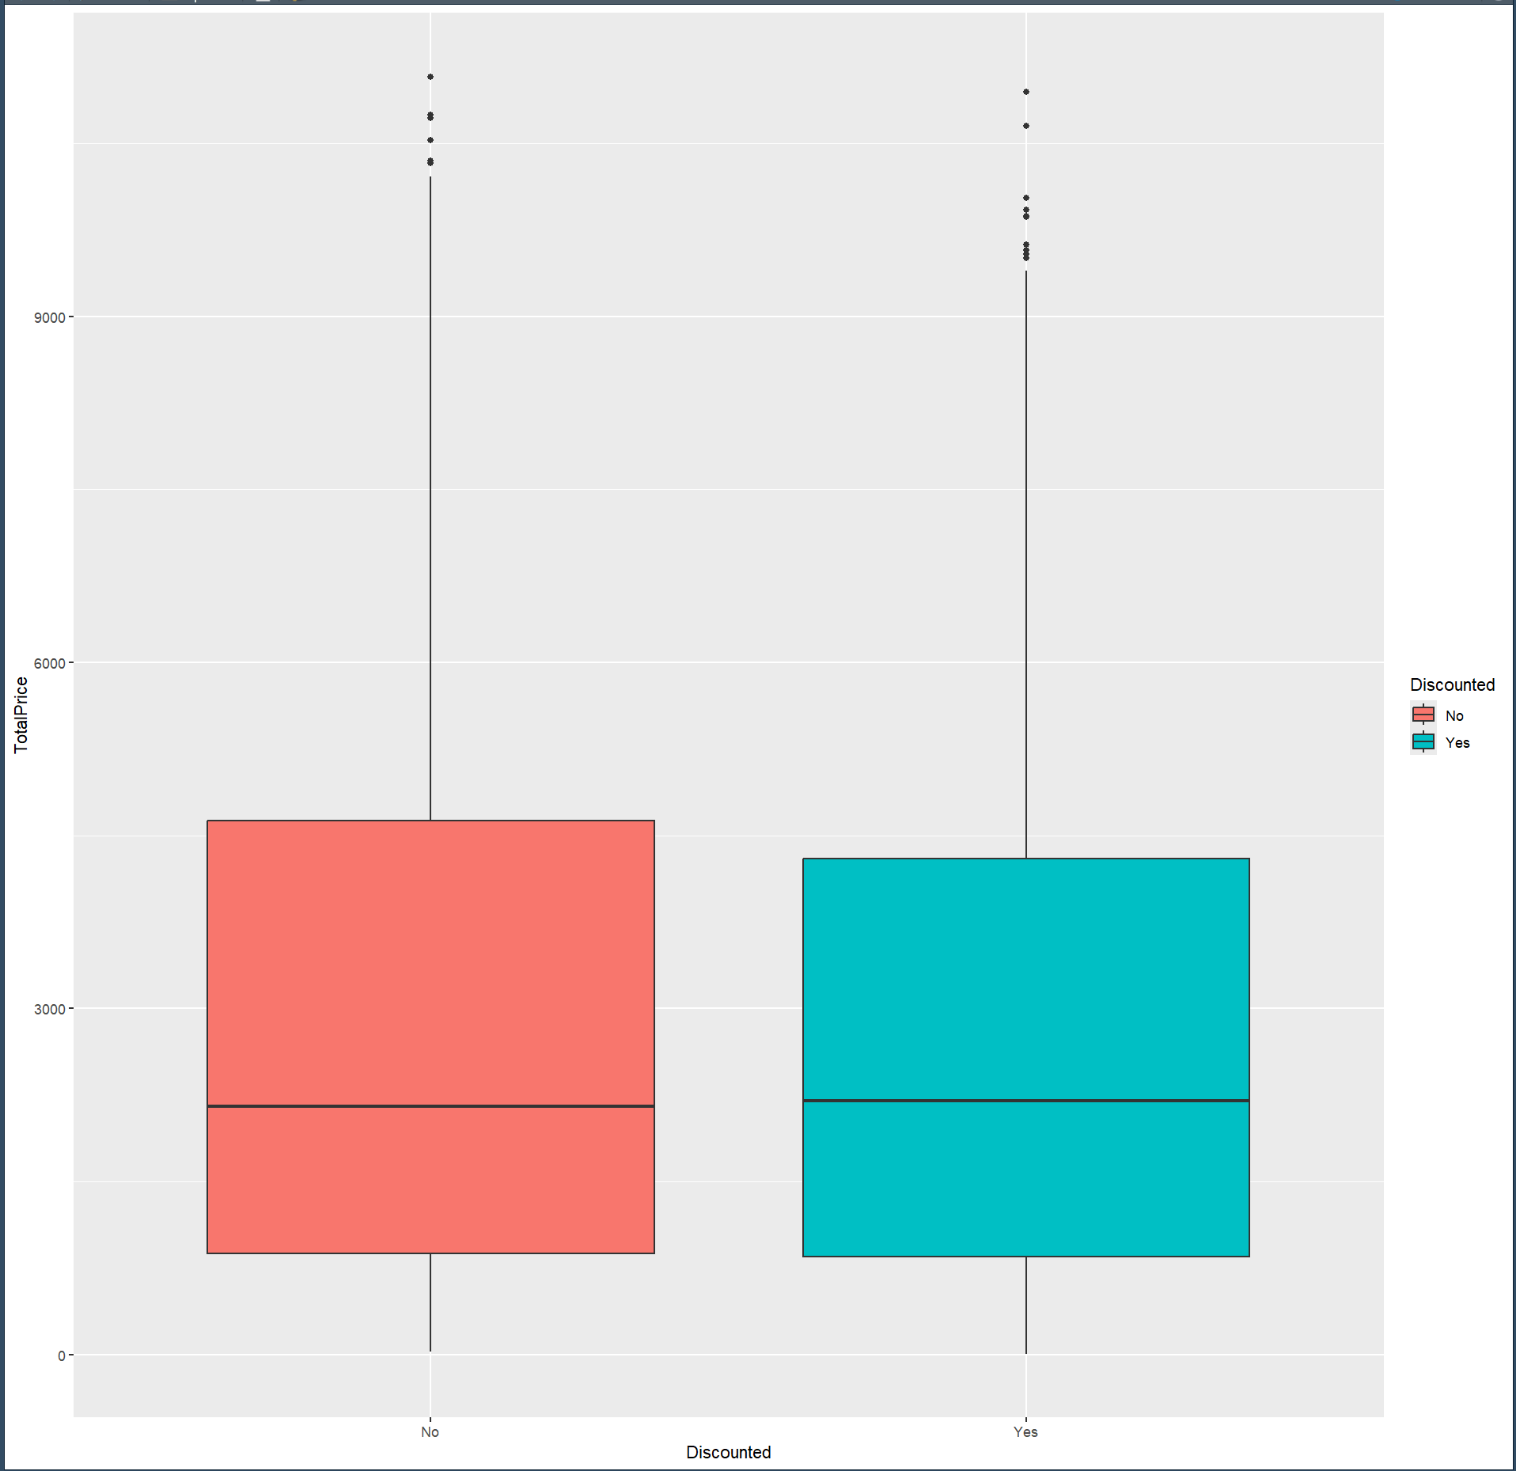 9000
6000
3000
0
TotalPrice
No
Yes
Discounted
Discounted
No
Yes